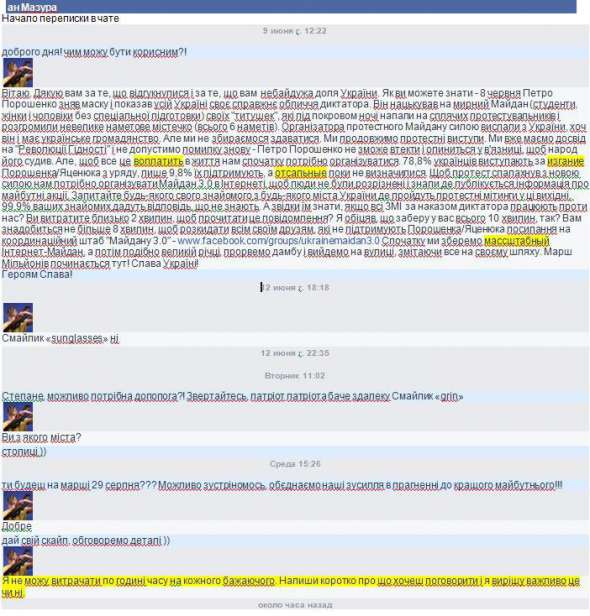 ан Мазура
Начало переписки в чате
9 июня г. 12:22
доброго дня! чим можу бути корисним?!
Вітаю. Дякую вам за те, що відгукнулися і за те, що вам небайдужа доля України. Як ви можете знати - 8 червня Петро
Порошенко зняв маску і показав усій Україні своє справжнє обличчя диктатора. Він нацькував на мирний Майдан (студенти,
жінки і чоловіки без спеціальної підготовки) своїх "титушек", які під покровом ночі напали на сплячих протестувальників і
розгромили невелике наметове містечко (всього 6 наметів). Організатора протестного Майдану силою вислали з України, хоч
він і має українське громадянство. Але ми не збираємося здаватися. Ми продовжимо протестні виступи. Ми вже маємо досвід
на "Революції Гідності" і не допустимо помилку знову - Петро Порошенко не зможе втекти і опиниться у в'язниці, щоб народ
його судив. Але, щоб все це воплатить в життя нам спочатку потрібно організуватися. 78,8% українців виступають за изгание
Порошенка/Яценюка з уряду, лише 9,8% їх підтримують, а отсальные поки не визначилися. Щоб протест спалахнув з новою
силою нам потрібно організувати Майдан 3.0 в Інтернеті, щоб люди не були розрізнені і знали де публікується інформація про
майбутні акції. Запитайте будь-якого свого знайомого з будь-якого міста України де пройдуть протестні мітинги у ці вихідні.
99,9% ваших знайомих дадуть відповідь, що не знають. А звідки їм знати, якщо всі ЗМІ за наказом диктатора працюють проти
нас? Ви витратите близько 2 хвилин, щоб прочитати це повідомлення? Я обіцяв, що заберу у вас всього 10 хвилин, так? Вам
знадобиться не більше 8 хвилин, щоб розкидати всім своїм друзям, які не підтримують Порошенка/Яценюка посилання на
координаційний штаб "Майдану 3.0" - www.facebook.com/groups/ukrainemaidan3.0 Спочатку ми зберемо массштабный
Інтернет-Майдан, а потім подібно великій річці, прорвемо дамбу і вийдемо на вулиці, змітаючи все на своєму шляху. Марш
Мільйонів починається тут! Слава Україні!
Героям Слава!
12 июня г. 18:18
Смайлик «sunglasses» ні
12 июня г. 22:35
Вторник 11:02
Степане, можливо потрібна допопога?! Звертайтесь, патріот патріота баче здалеку Смайлик «grin»
Ви з якого міста?
столиці ))
Среда 15:26
ти будеш на марші 29 серпня??? Можливо зустріномось, обєднаємо наші зусилля в прагненні до кращого майбутнього!!!
Добре
дай свій скайп, обговоремо деталі ))
Я не можу витрачати по годині часу на кожного бажаючого. Напиши коротко про що хочеш поговорити і я вирішу важливо це
чи ні.
около часа назад